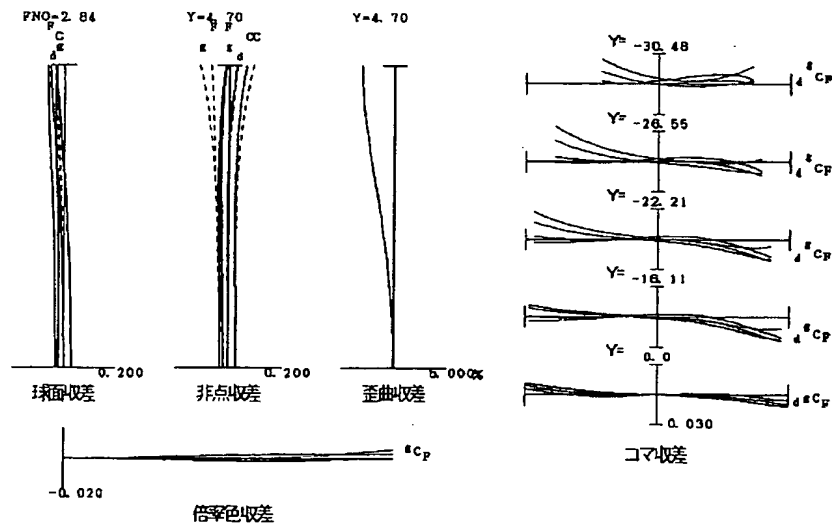 FNO=2.84
F
C
g
d
0.200
球面収差
Y=4.70
F
F
CC
g
g
d
0.200
非点収差
Y=4.70
5.000%
歪曲収差
-0.020
g C F
倍率色収差
Y= -30.48
d g C F
Y= -26.55
d g C F
Y= -22.21
d g C F
Y= -16.11
d g C F
Y= 0.0
d g C F
0.030
コマ収差